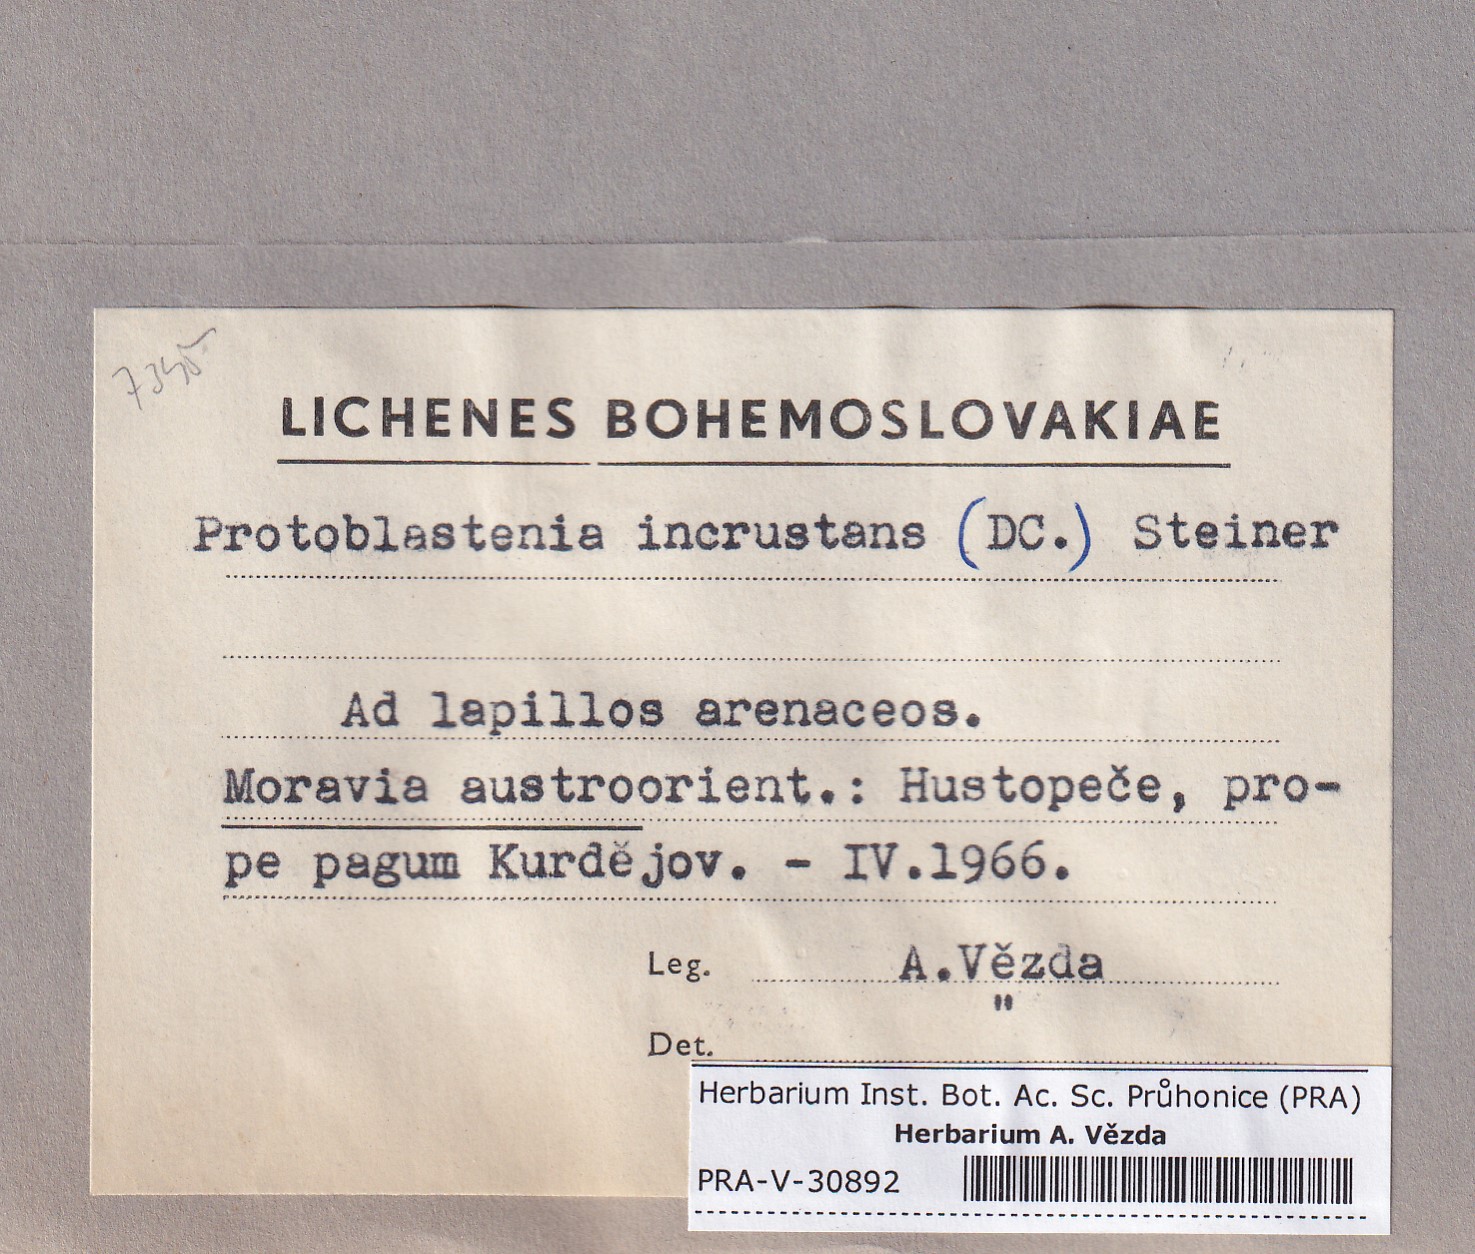 7345
LICHENES BOHEMOSLOVAKIAE
Protoblastenia incrustans (DC.) Steiner
Ad lapillos arenaceos.
Moravia austroorient.: Hustopeče, pro-
pe pagum Kurdějov. - IV.1966.
Leg. A.Vězda
"
Det.
Herbarium Inst. Bot. Ac. Sc. Průhonice (PRA)
Herbarium A. Vězda
PRA-V-30892